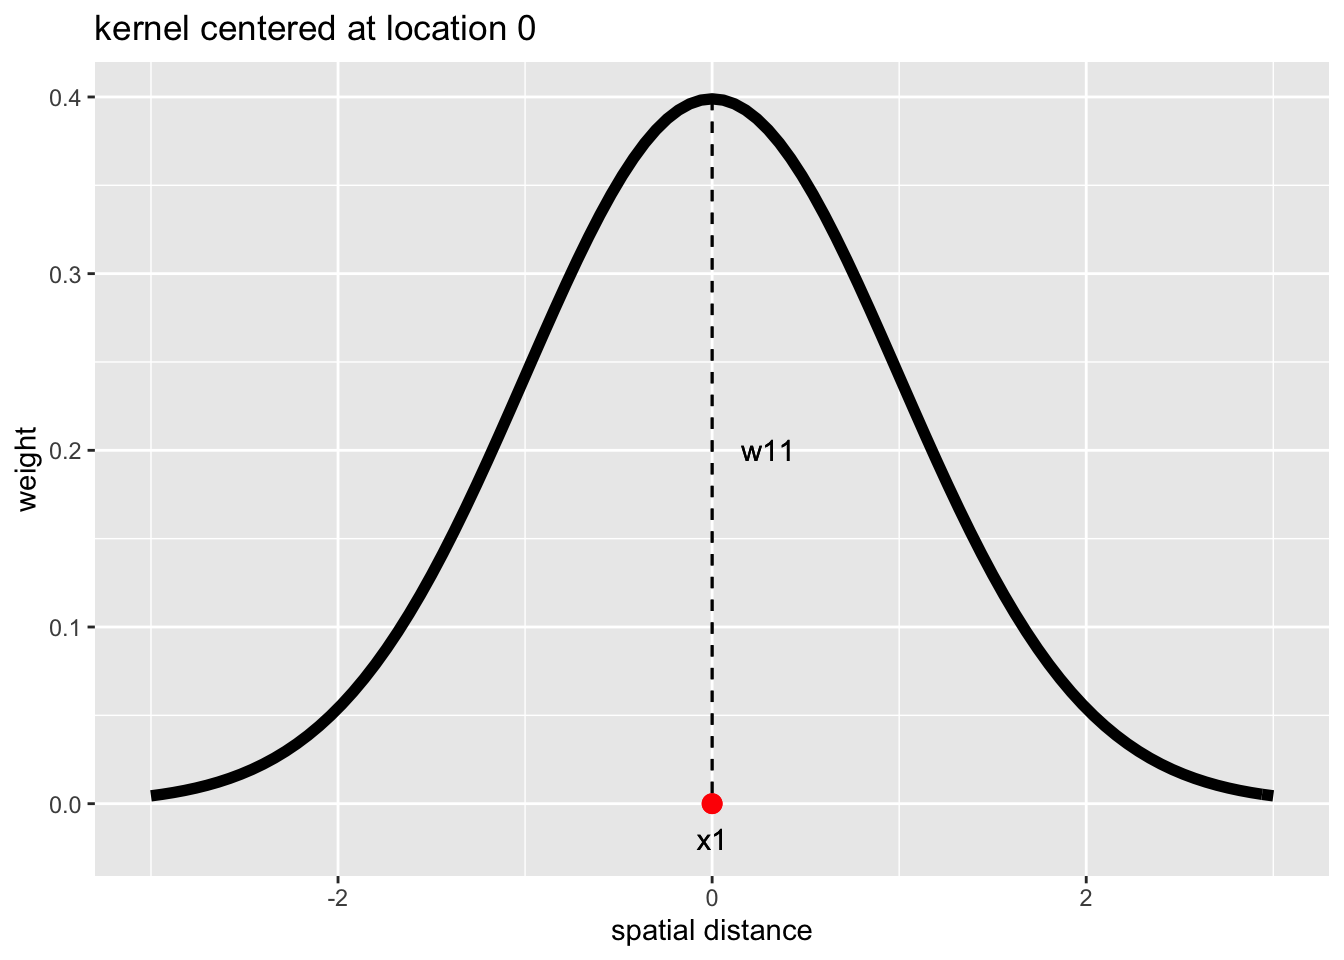 kernel centered at location 0
0.4
0.3
0.2
0.1
0.0
weight
w11
x1
-2
0
2
spatial distance